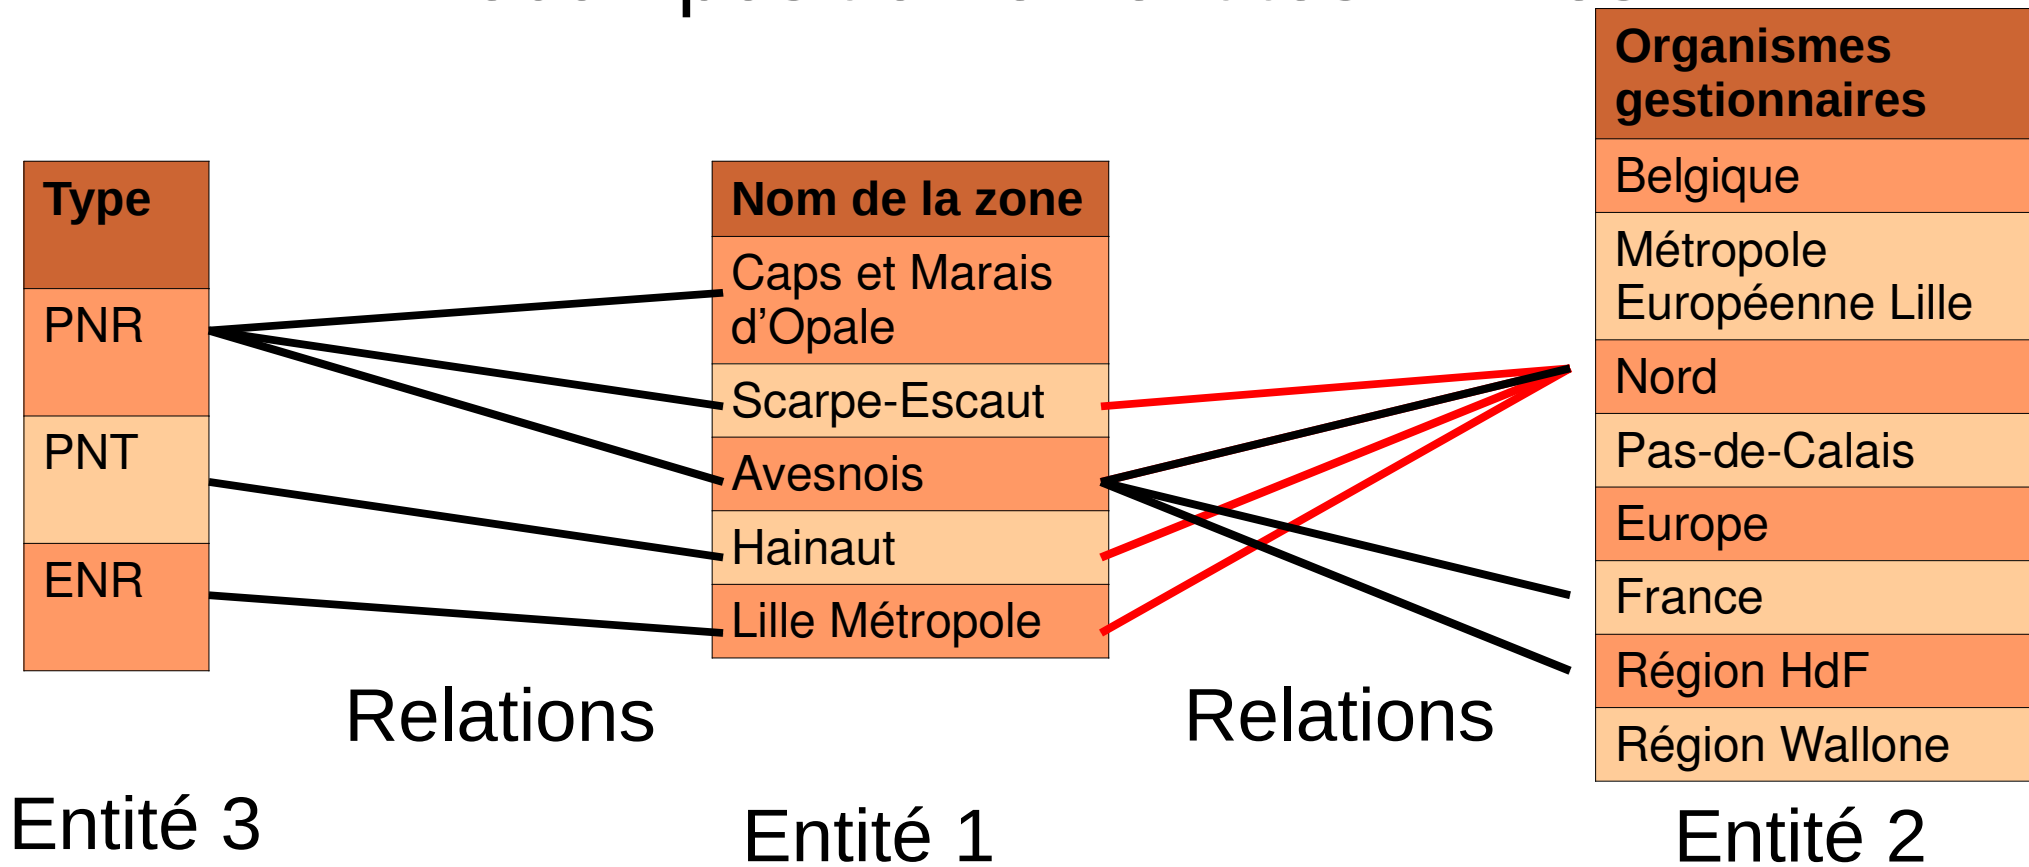 Organismes
gestionnaires
Belgique
Métropole
Européenne Lille
Nord
Pas-de-Calais
Europe
France
Région HdF
Région Wallone
Type
PNR
PNT
ENR
Nom de la zone
Caps et Marais
d'Opale
Scarpe-Escaut
Avesnois
Hainaut
Lille Métropole
Relations
Relations
Entité 3
Entité 1
Entité 2